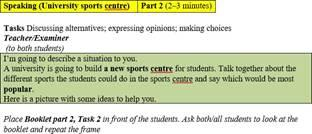 Speaking (University sports centre) Part 2 (2–3 minutes)
Tasks Discussing alternatives; expressing opinions; making choices
Teacher/Examiner
(to both students)
I'm going to describe a situation to you.
A university is going to build a new sports centre for students. Talk together about the
different sports the students could do in the sports centre and say which would be most
popular.
Here is a picture with some ideas to help you.
Place Booklet part 2, Task 2 in front of the students. Ask both/all students to look at the
booklet and repeat the frame